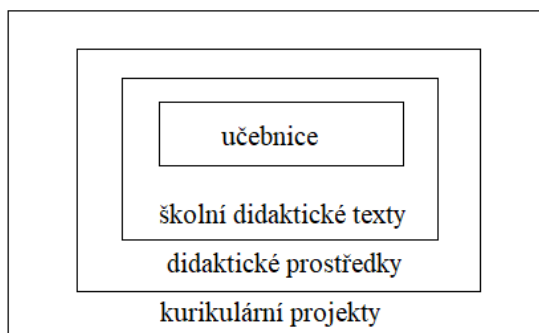 učebnice
školní didaktické texty
didaktické prostředky
kurikulární projekty